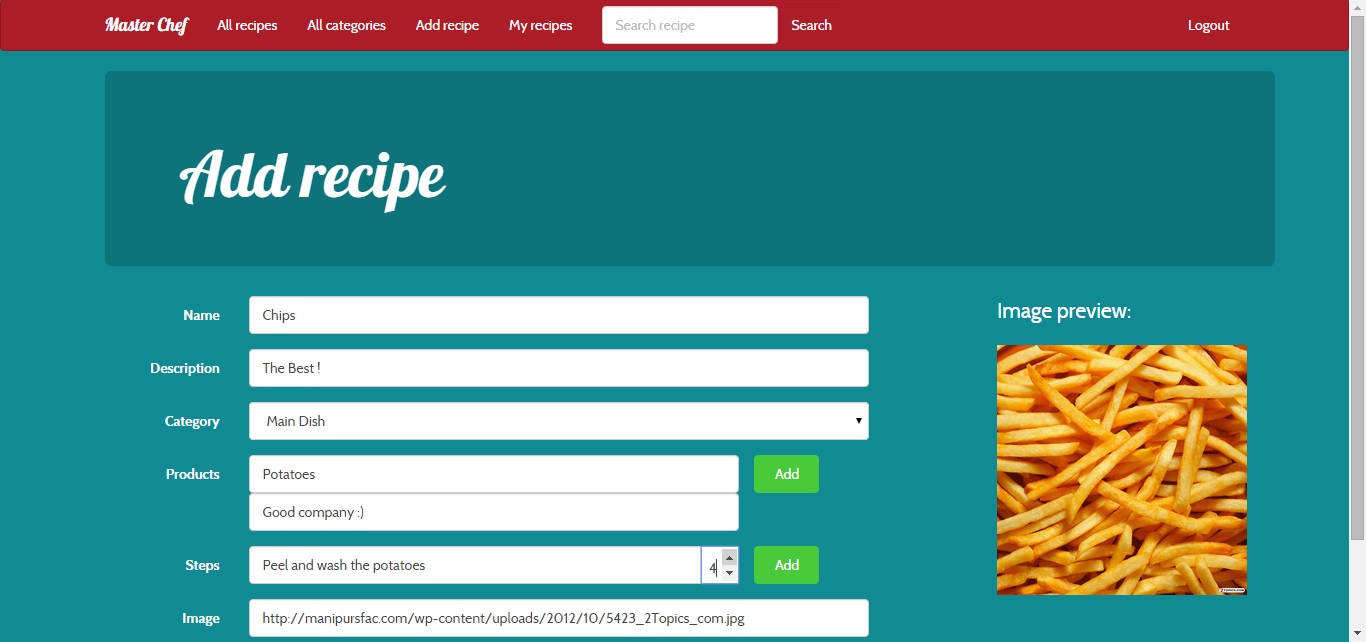 Master Chef All recipes All categories Add recipe My recipes Search recipe Search Logout
Add recipe
Name Chips
Description The Best !
Category Main Dish
Products Potatoes Add
Good company :)
Steps Peel and wash the potatoes 4 Add
Image http://manipursfac.com/wp-content/uploads/2012/10/5423_2Topics_com.jpg
Image preview: